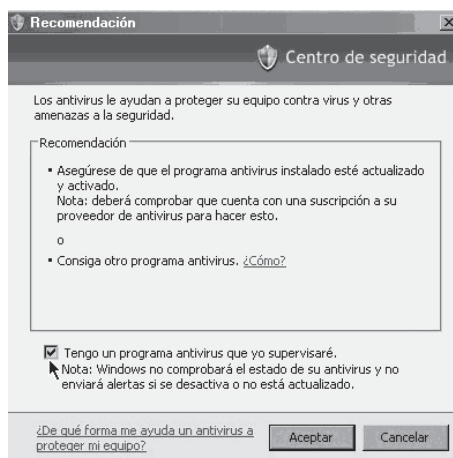 Recomendación
Centro de seguridad
Los antivirus le ayudan a proteger su equipo contra virus y otras
amenazas a la seguridad.
Recomendación
• Asegúrese de que el programa antivirus instalado esté actualizado
y activado.
Nota: deberá comprobar que cuenta con una suscripción a su
proveedor de antivirus para hacer esto.
o
• Consiga otro programa antivirus. ¿Cómo?
Tengo un programa antivirus que yo supervisaré.
Nota: Windows no comprobará el estado de su antivirus y no
enviará alertas si se desactiva o no está actualizado.
¿De qué forma me ayuda un antivirus a
proteger mi equipo?
Aceptar
Cancelar